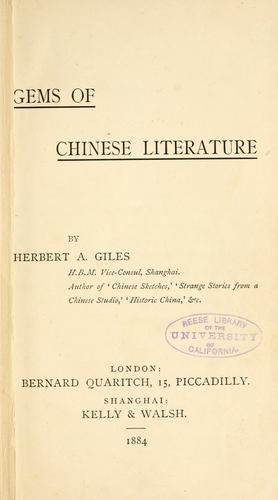 GEMS OF
CHINESE LITERATURE
BY
HERBERT A. GILES
H.B.M. Vice-Consul, Shanghai.
Author of ‘Chinese Sketches,’ ‘Strange Stories from a
Chinese Studio,’ ‘Historic China,’ &c.
REESE LIBRARY
OF THE
UNIVERSITY
OF
CALIFORNIA.
LONDON:
BERNARD QUARITCH, 15, PICCADILLY.
SHANGHAI:
KELLY & WALSH.
1884